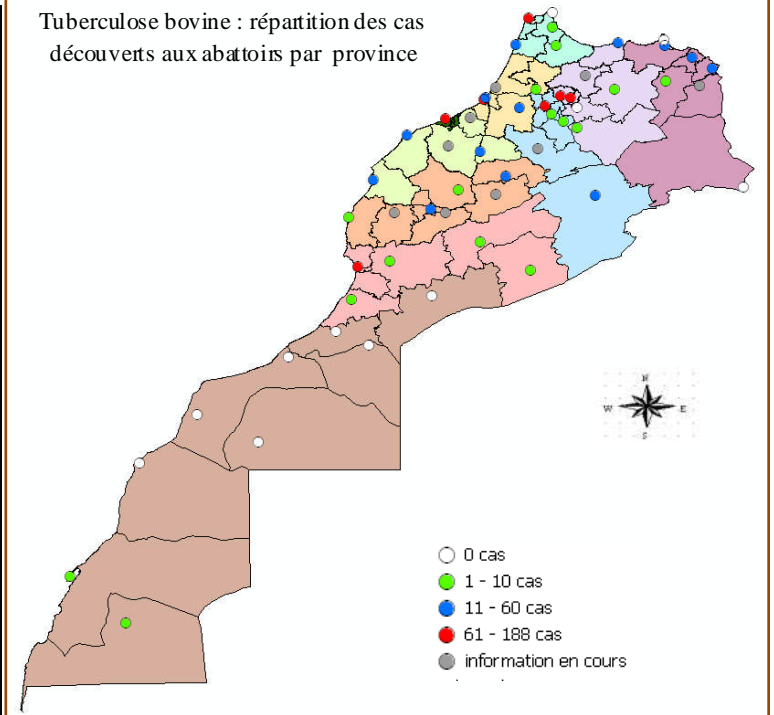 Tuberculose bovine : répartition des cas
découverts aux abattoirs par province
N
W E
S
0 cas
1 - 10 cas
11 - 60 cas
61 - 188 cas
information en cours